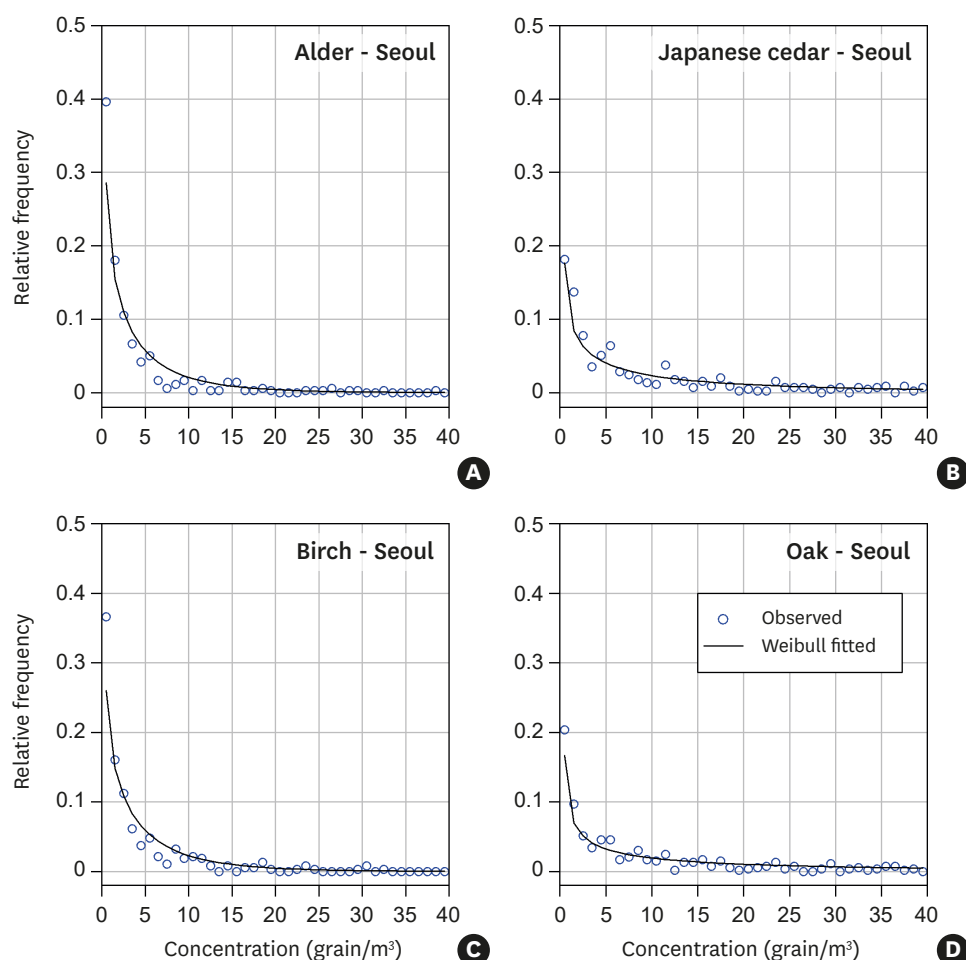 Alder - Seoul
Relative frequency
0.5
0.4
0.3
0.2
0.1
0
0 5 10 15 20 25 30 35 40
A
Japanese cedar - Seoul
0.5
0.4
0.3
0.2
0.1
0
0 5 10 15 20 25 30 35 40
B
Birch - Seoul
Relative frequency
0.5
0.4
0.3
0.2
0.1
0
0 5 10 15 20 25 30 35 40
Concentration (grain/m³)
C
Oak - Seoul
0.5
0.4
0.3
0.2
0.1
0
Observed
Weibull fitted
0 5 10 15 20 25 30 35 40
Concentration (grain/m³)
D